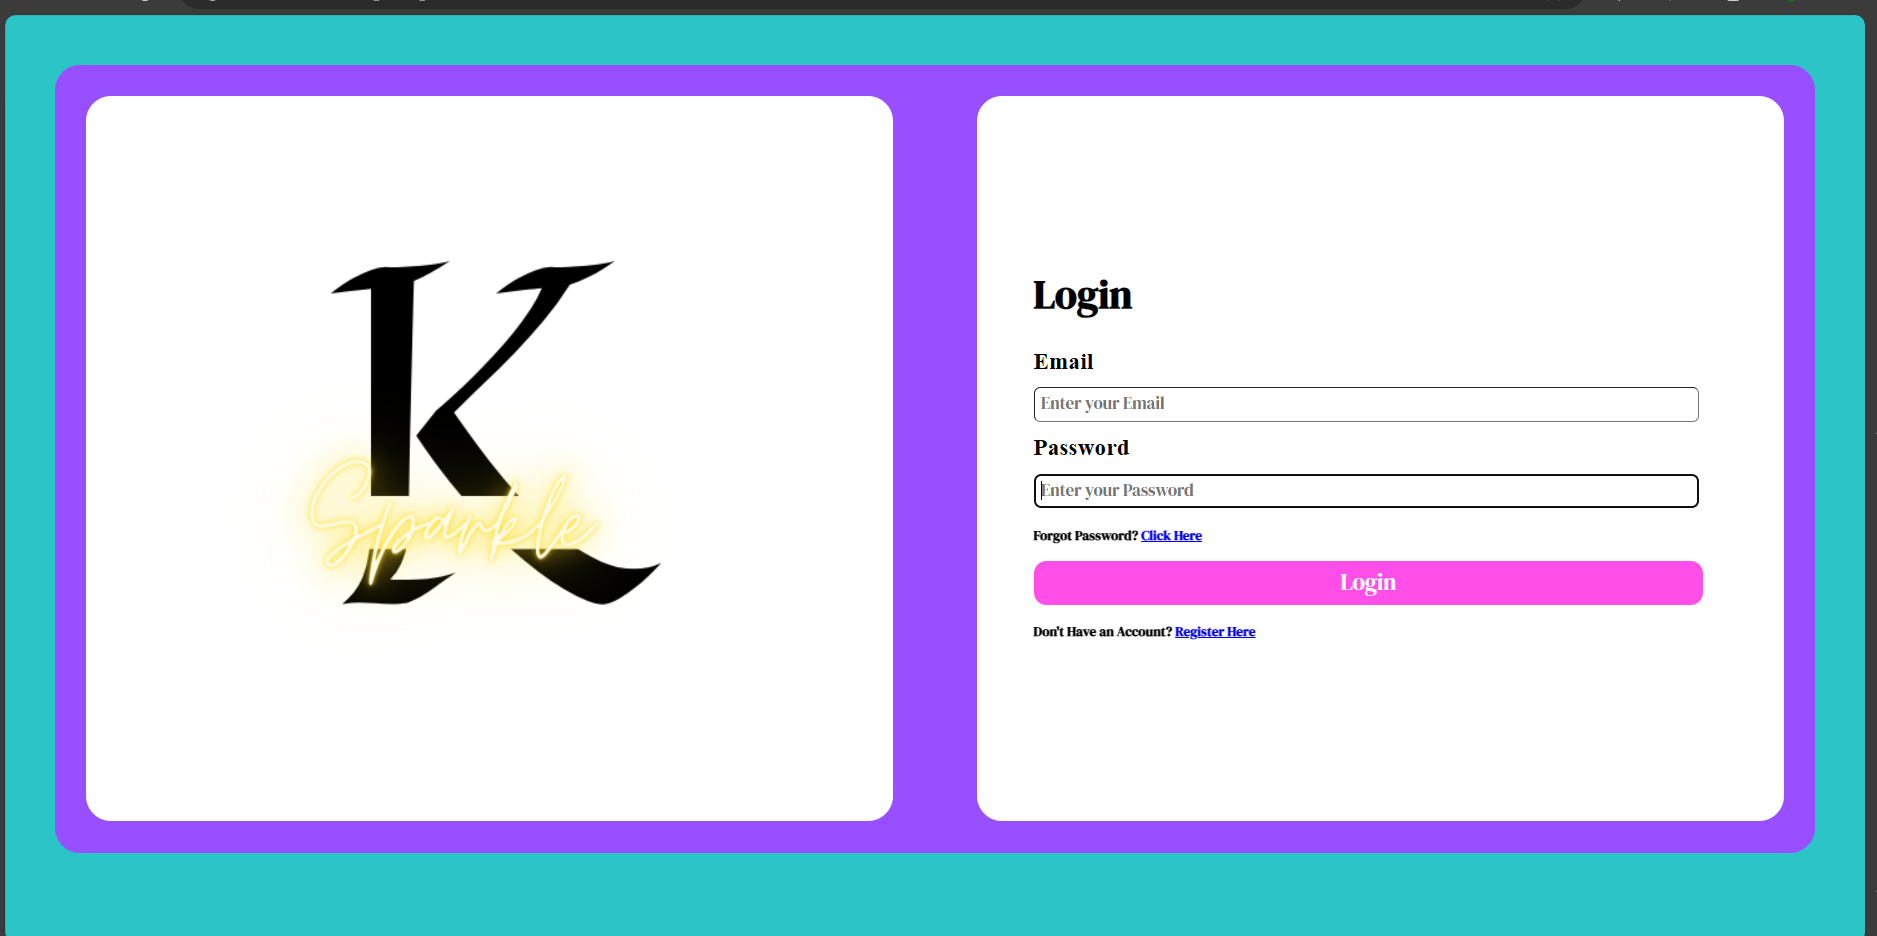 K
Sparkle
Login
Email
Enter your Email
Password
Enter your Password
Forgot Password? Click Here
Login
Don't Have an Account? Register Here